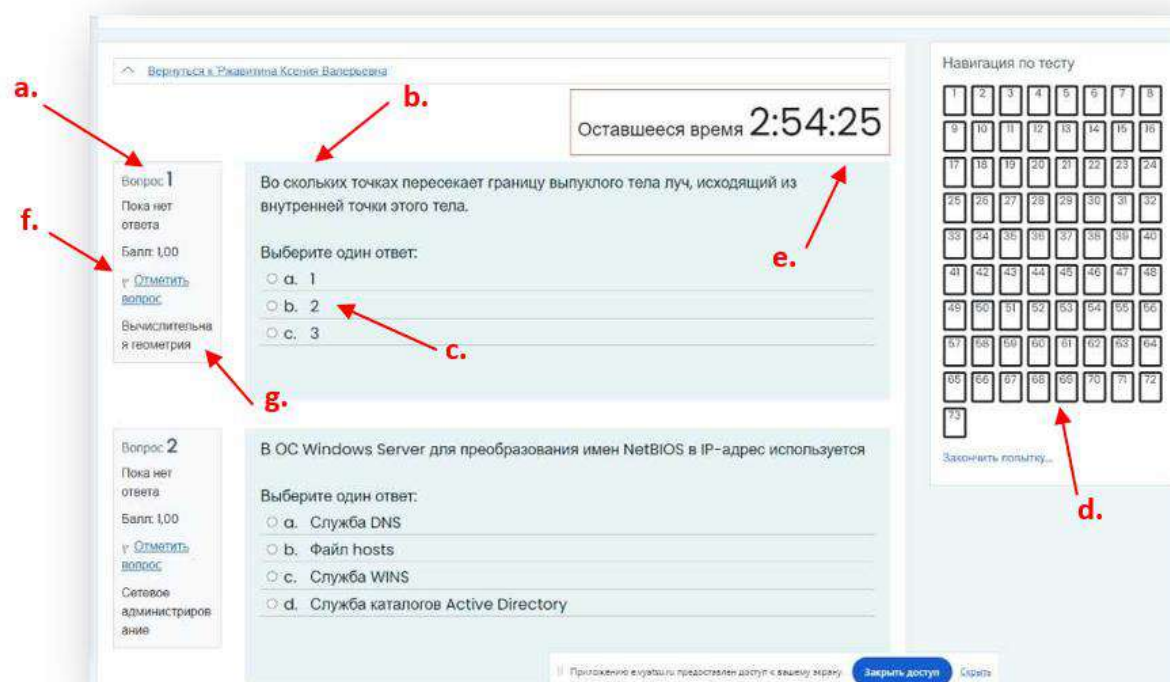 Вернуться к 'Ржавитина Ксения Валерьевна
a.
b.
Оставшееся время 2:54:25
Вопрос 1
Пока нет
ответа
Балл: 1,00
Отметить
вопрос
Вычислительна
я геометрия
f.
g.
Во скольких точках пересекает границу выпуклого тела луч, исходящий из
внутренней точки этого тела.
Выберите один ответ:
a. 1
b. 2
c. 3
c.
e.
Вопрос 2
Пока нет
ответа
Балл: 1,00
Отметить
вопрос
Сетевое
администриров
ание
В ОС Windows Server для преобразования имен NetBIOS в IP-адрес используется
Выберите один ответ:
a. Служба DNS
b. Файл hosts
c. Служба WINS
d. Служба каталогов Active Directory
Навигация по тесту
1 2 3 4 5 6 7 8
9 10 11 12 13 14 15 16
17 18 19 20 21 22 23 24
25 26 27 28 29 30 31 32
33 34 35 36 37 38 39 40
41 42 43 44 45 46 47 48
49 50 51 52 53 54 55 56
57 58 59 60 61 62 63 64
65 66 67 68 69 70 71 72
73
Закончить попытку...
d.
Приложению e.vyatsu.ru предоставлен доступ к вашему экрану.
Закрыть доступ
Скрыть